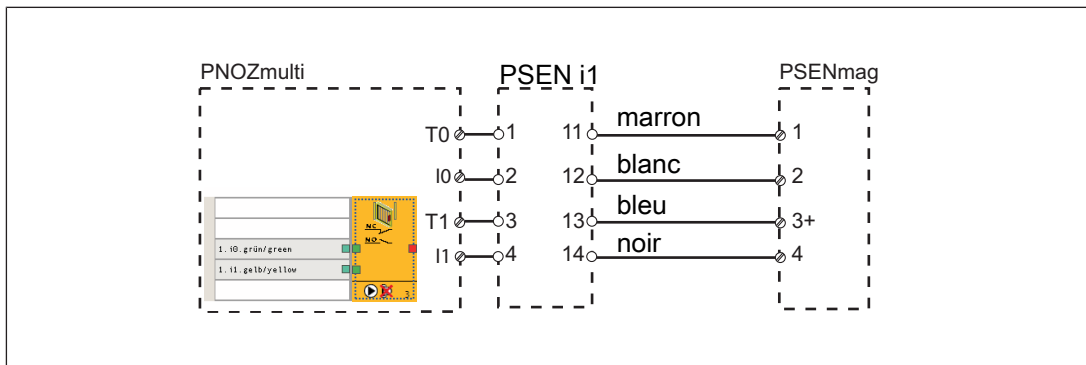 PNOZmulti PSEN i1 PSENmag
T0 1 11 marron 1
I0 2 12 blanc 2
T1 3 13 bleu 3+
I1 4 14 noir 4
NC
NO
1.i0.grün/green
1.i1.gelb/yellow
3